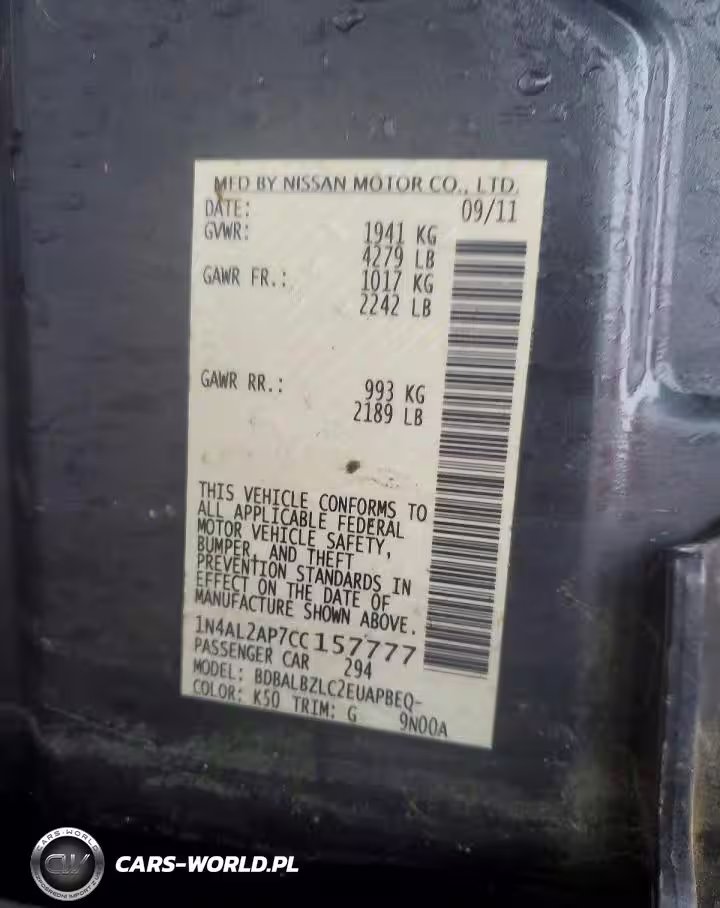 MFD BY NISSAN MOTOR CO., LTD.
DATE: 09/11
GVWR: 1941 KG
4279 LB
GAWR FR.: 1017 KG
2242 LB
GAWR RR.: 993 KG
2189 LB
THIS VEHICLE CONFORMS TO
ALL APPLICABLE FEDERAL
MOTOR VEHICLE SAFETY,
BUMPER, AND THEFT
PREVENTION STANDARDS IN
EFFECT ON THE DATE OF
MANUFACTURE SHOWN ABOVE.
1N4AL2AP7CC157777
PASSENGER CAR 294
MODEL: BDBALBZLC2EUAPBEQ-
COLOR: K50 TRIM: G 9N00A
CARS-WORLD
CW
CARS-WORLD.PL